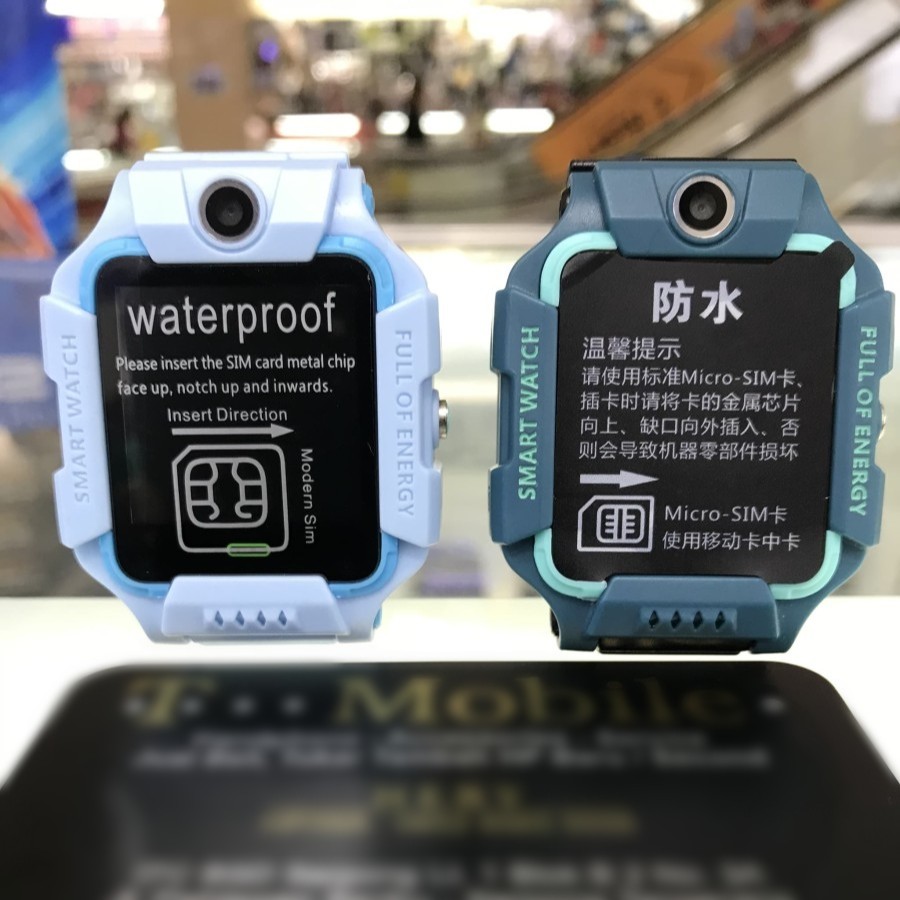 waterproof
Please insert the SIM card metal chip
face up, notch up and inwards.
Insert Direction
Modern Sim
SMART WATCH
FULL OF ENERGY
防水
温馨提示
请使用标准Micro-SIM卡、
插卡时请将卡的金属芯片
向上、缺口向外插入、否
则会导致机器零部件损坏
Micro-SIM卡
使用移动卡中卡
SMART WATCH
FULL OF ENERGY
T··Mobile·